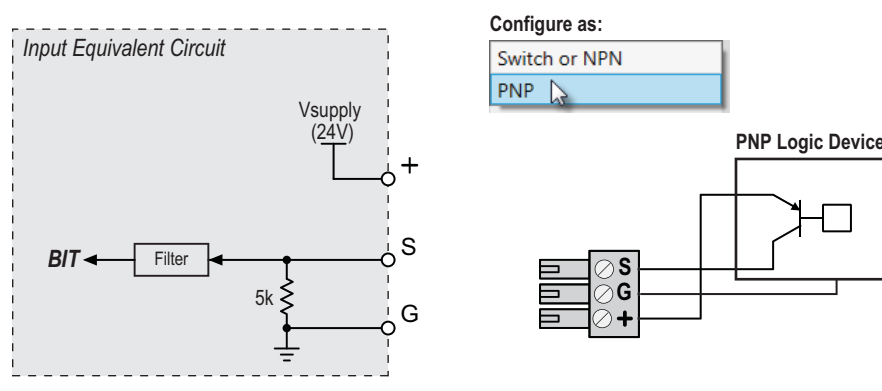 Input Equivalent Circuit
Vsupply
(24V)
+
S
BIT
Filter
5k
G
Configure as:
Switch or NPN
PNP
PNP Logic Device
S
G
+